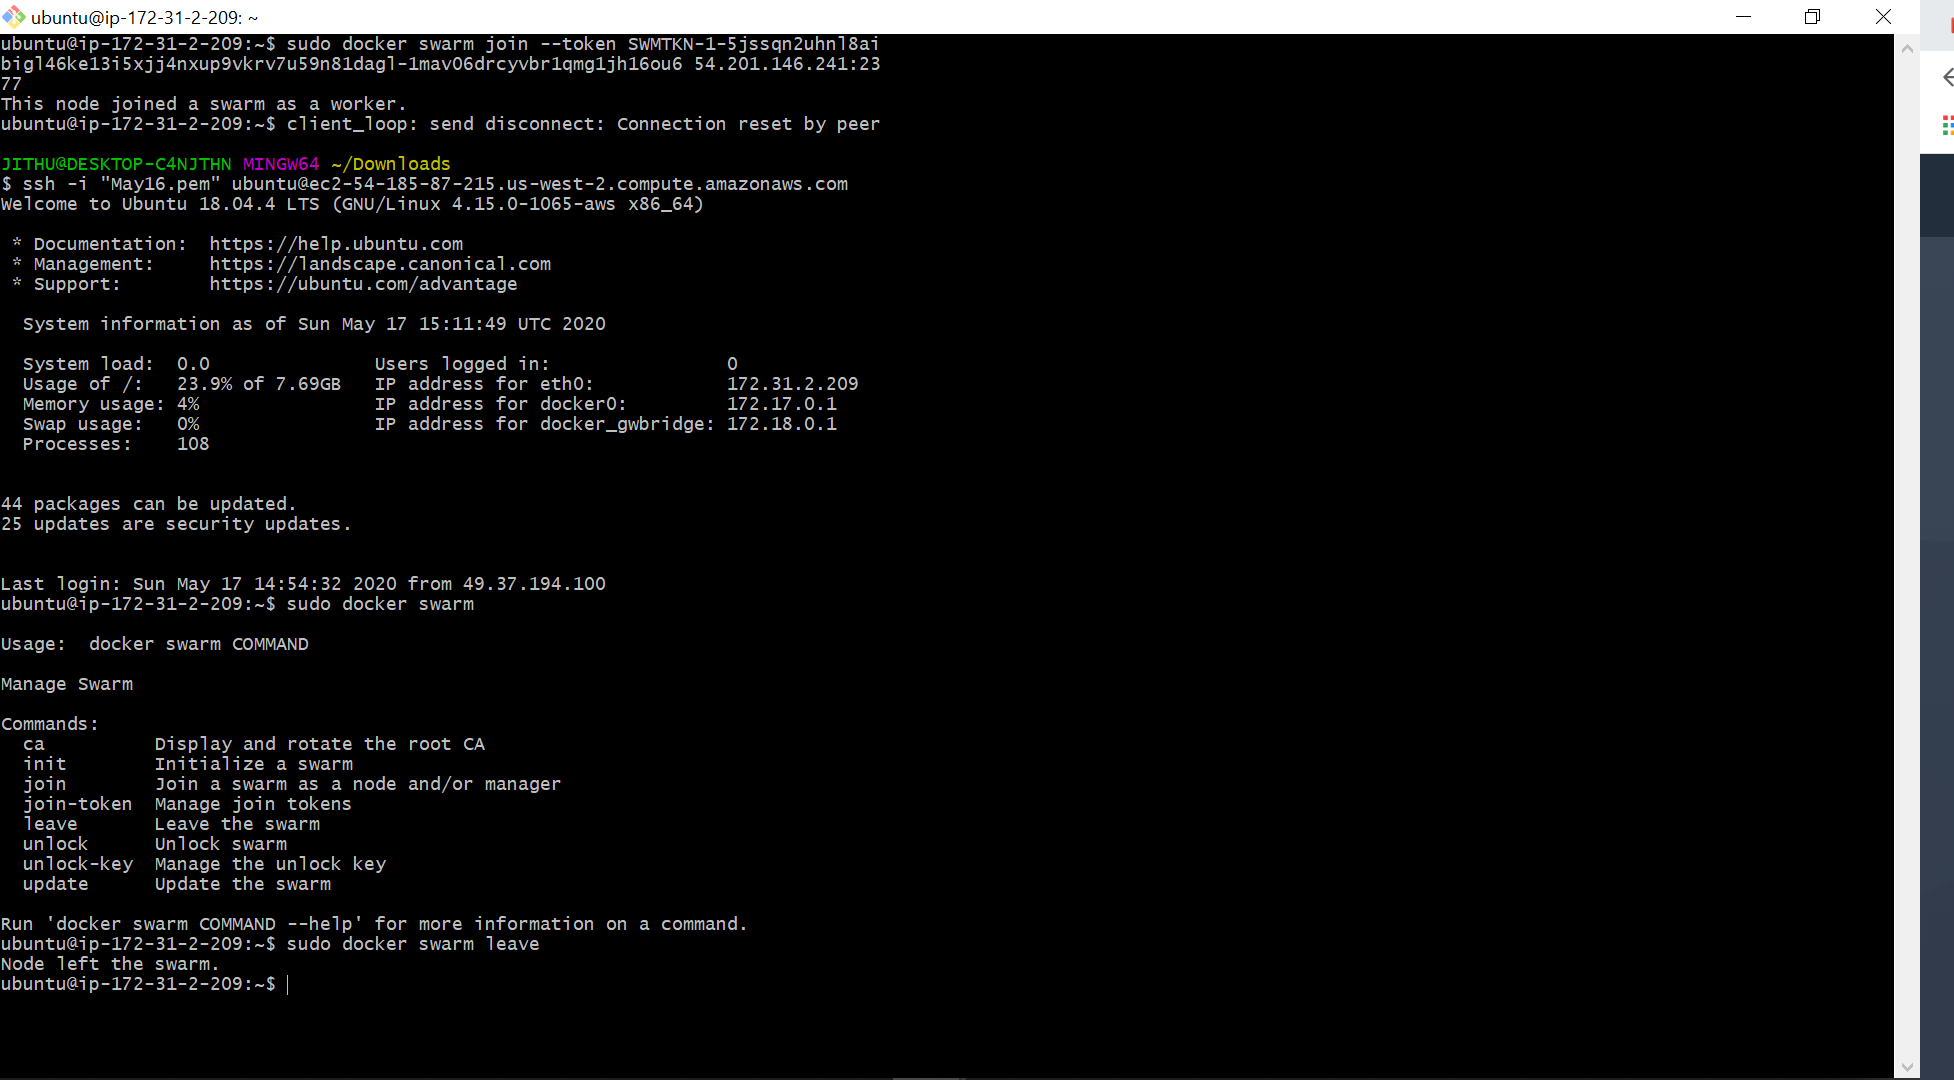 ubuntu@ip-172-31-2-209: ~
ubuntu@ip-172-31-2-209:~$ sudo docker swarm join --token SWMTKN-1-5jssqn2uhnl8ai
bigl46ke13i5xjj4nxup9vkrv7u59n81dagl-1mav06drcyvbr1qmg1jh16ou6 54.201.146.241:23
77
This node joined a swarm as a worker.
ubuntu@ip-172-31-2-209:~$ client_loop: send disconnect: Connection reset by peer
JITHU@DESKTOP-C4NJTHN MINGW64 ~/Downloads
$ ssh -i "May16.pem" ubuntu@ec2-54-185-87-215.us-west-2.compute.amazonaws.com
Welcome to Ubuntu 18.04.4 LTS (GNU/Linux 4.15.0-1065-aws x86_64)
* Documentation:  https://help.ubuntu.com
* Management:     https://landscape.canonical.com
* Support:        https://ubuntu.com/advantage
System information as of Sun May 17 15:11:49 UTC 2020
System load:  0.0               Users logged in:                0
Usage of /:   23.9% of 7.69GB   IP address for eth0:            172.31.2.209
Memory usage: 4%                IP address for docker0:         172.17.0.1
Swap usage:   0%                IP address for docker_gwbridge: 172.18.0.1
Processes:    108
44 packages can be updated.
25 updates are security updates.
Last login: Sun May 17 14:54:32 2020 from 49.37.194.100
ubuntu@ip-172-31-2-209:~$ sudo docker swarm
Usage:  docker swarm COMMAND
Manage Swarm
Commands:
ca          Display and rotate the root CA
init        Initialize a swarm
join        Join a swarm as a node and/or manager
join-token  Manage join tokens
leave       Leave the swarm
unlock      Unlock swarm
unlock-key  Manage the unlock key
update      Update the swarm
Run 'docker swarm COMMAND --help' for more information on a command.
ubuntu@ip-172-31-2-209:~$ sudo docker swarm leave
Node left the swarm.
ubuntu@ip-172-31-2-209:~$